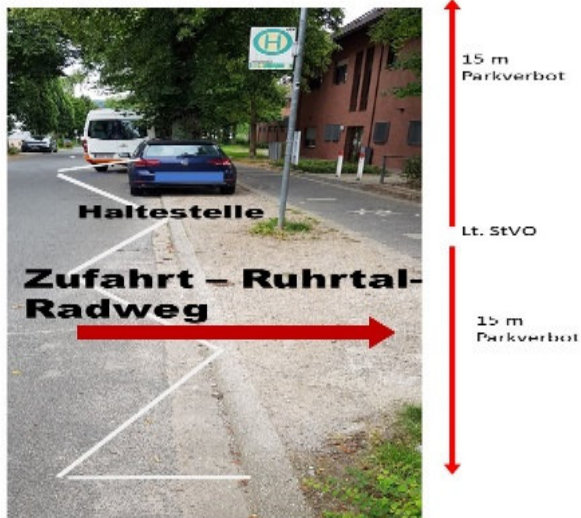 H
Haltestelle
Zufahrt – Ruhrtal-
Radweg
15 m
Parkverbot
Lt. StVO
15 m
Parkverbot